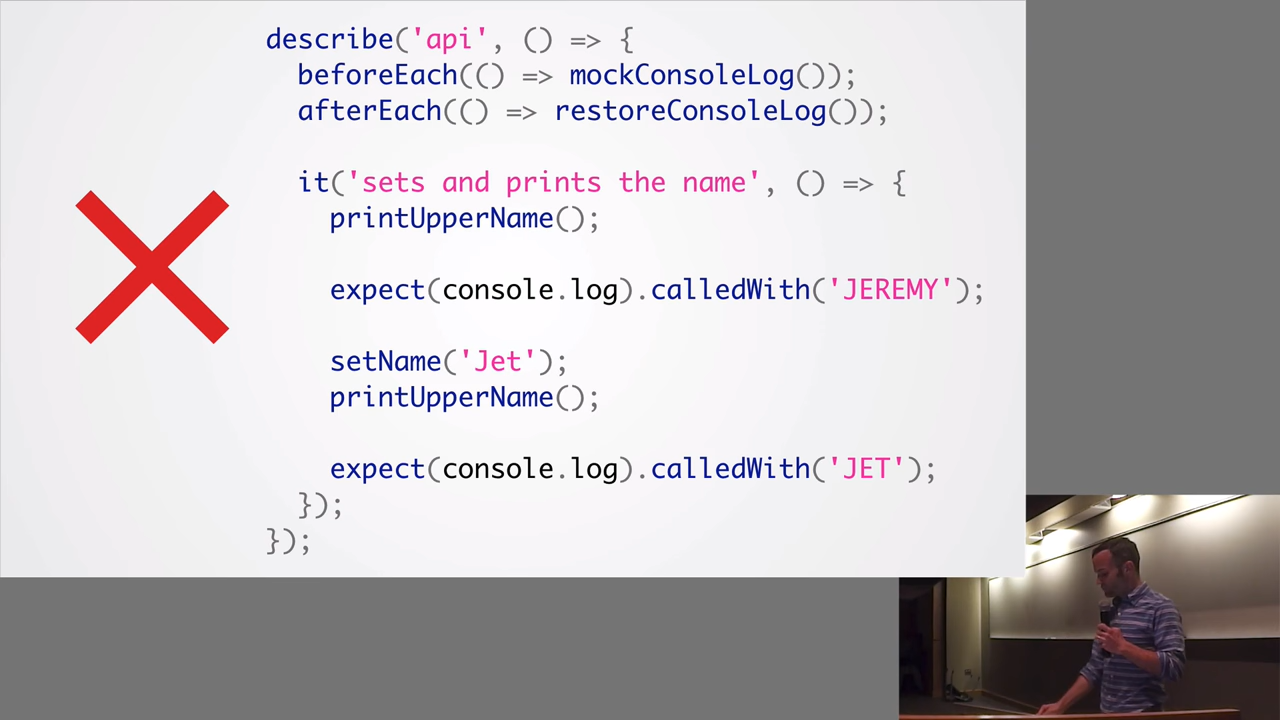 describe('api', () => {
beforeEach(() => mockConsoleLog());
afterEach(() => restoreConsoleLog());
it('sets and prints the name', () => {
printUpperName();
expect(console.log).calledWith('JEREMY');
setName('Jet');
printUpperName();
expect(console.log).calledWith('JET');
});
});